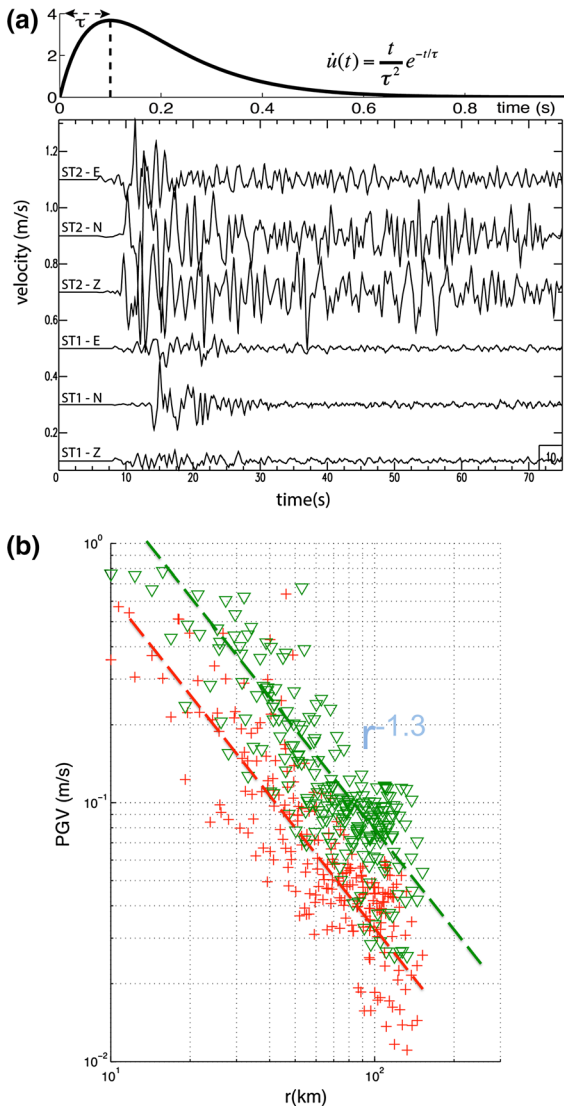 (a)
τ
4
2
0
u̇(t) = t/τ² e^(-t/τ)
0 0.2 0.4 0.6 0.8 time (s)
velocity (m/s)
1.2
1.0
0.8
0.6
0.4
0.2
ST2 - E
ST2 - N
ST2 - Z
ST1 - E
ST1 - N
ST1 - Z
10
0 10 20 30 40 50 60 70 75
time(s)
(b)
10⁰
10⁻¹
10⁻²
PGV (m/s)
r^-1.3
10¹ 10²
r(km)